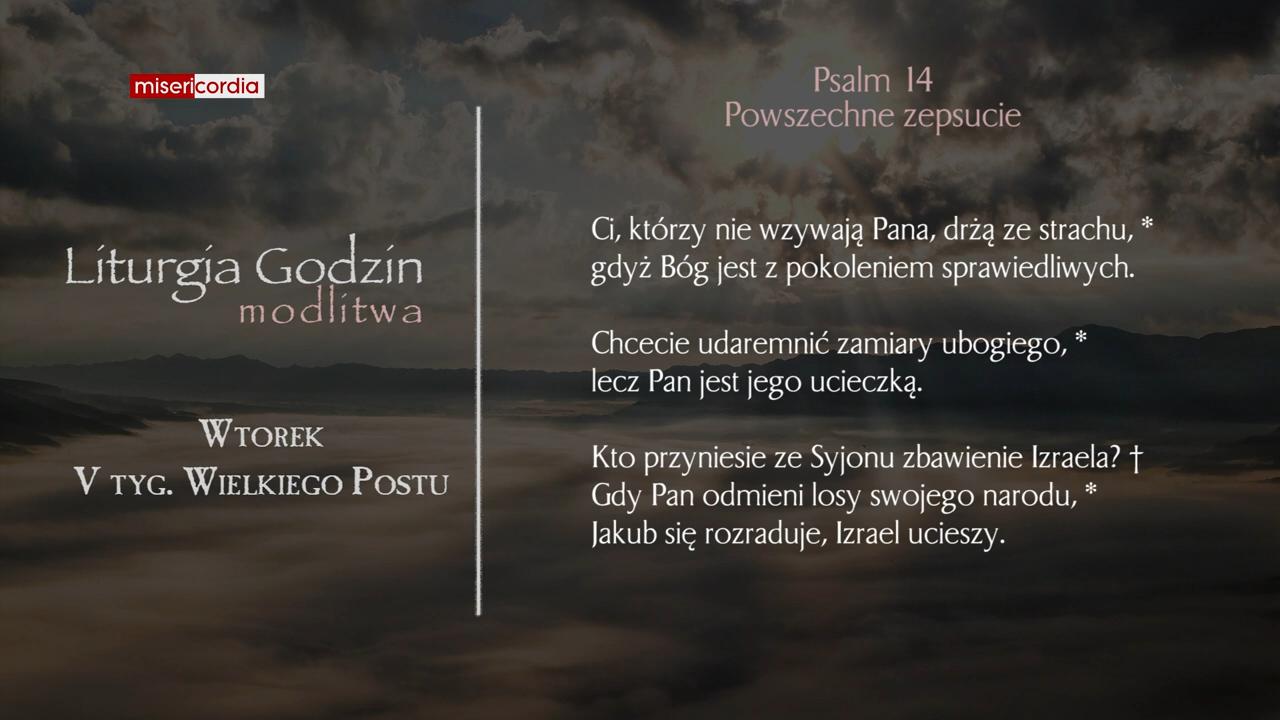 misericordia
Liturgia Godzin
modlitwa
Wtorek
V tyg. Wielkiego Postu
Psalm 14
Powszechne zepsucie
Ci, którzy nie wzywają Pana, drżą ze strachu, *
gdyż Bóg jest z pokoleniem sprawiedliwych.
Chcecie udaremnić zamiary ubogiego, *
lecz Pan jest jego ucieczką.
Kto przyniesie ze Syjonu zbawienie Izraela? †
Gdy Pan odmieni losy swojego narodu, *
Jakub się rozraduje, Izrael ucieszy.